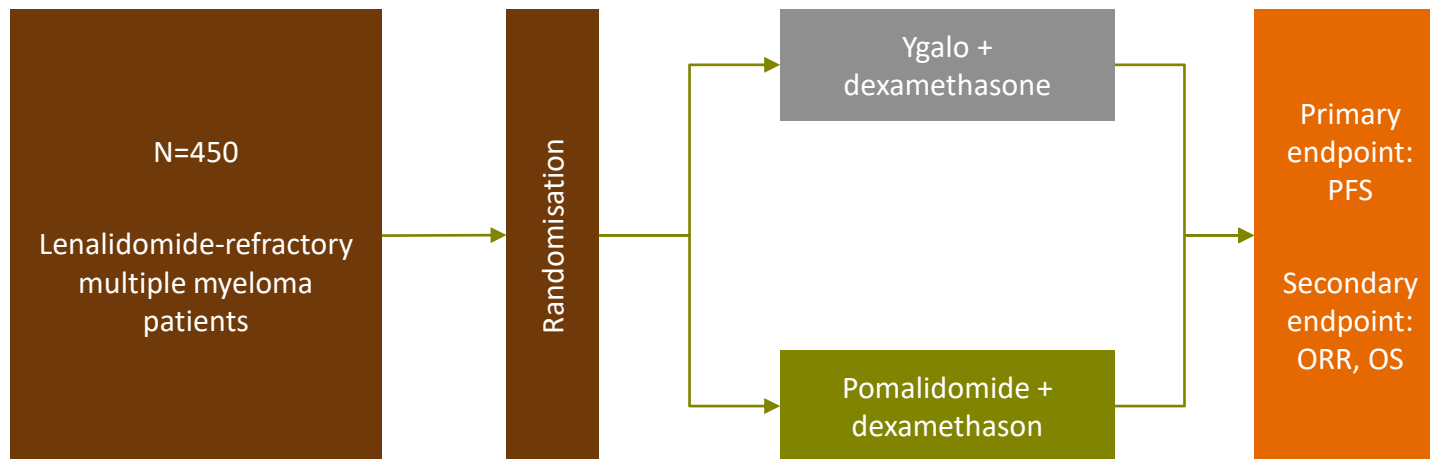 N=450
Lenalidomide-refractory
multiple myeloma
patients
Randomisation
Ygalo +
dexamethasone
Pomalidomide +
dexamethason
Primary
endpoint:
PFS
Secondary
endpoint:
ORR, OS